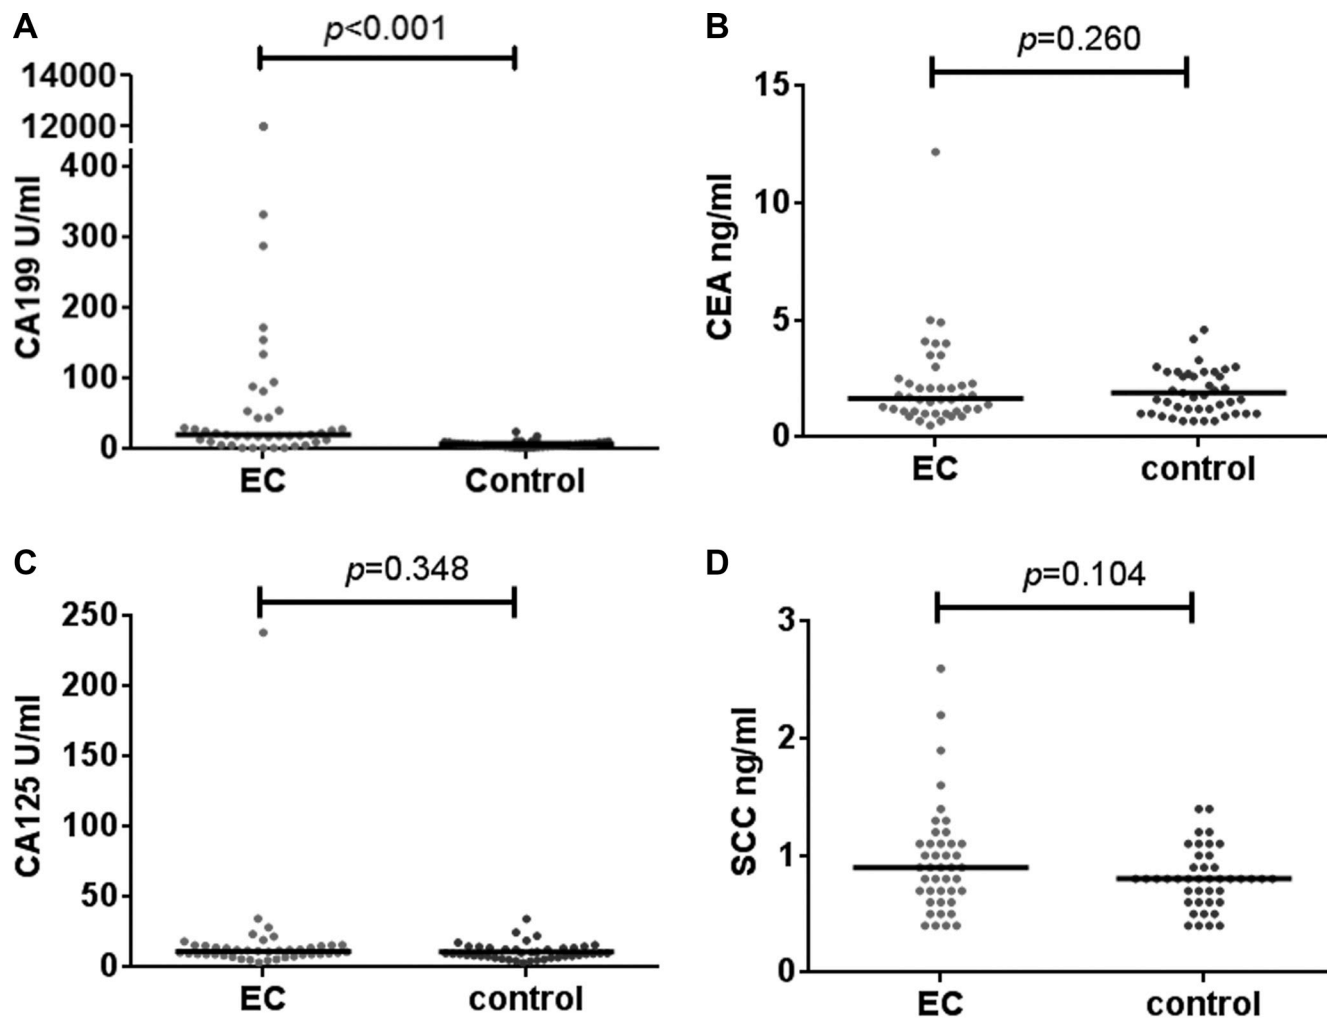 A
p<0.001
14000
12000
400
300
200
100
0
CA199 U/ml
EC
Control
B
p=0.260
15
10
5
0
CEA ng/ml
EC
control
C
p=0.348
250
200
150
100
50
0
CA125 U/ml
EC
control
D
p=0.104
3
2
1
0
SCC ng/ml
EC
control